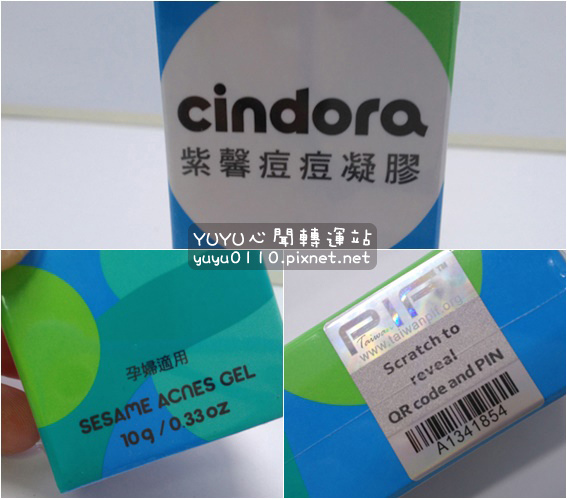 cindora
紫馨痘痘凝膠
YUYU心聞轉運站
yuyu0110.pixnet.net
孕婦適用
SESAME ACNES GEL
10g / 0.33 oz
PIF™
Taiwan
www.taiwanpif.org
Scratch to
reveal
QR code and PIN
A1341854